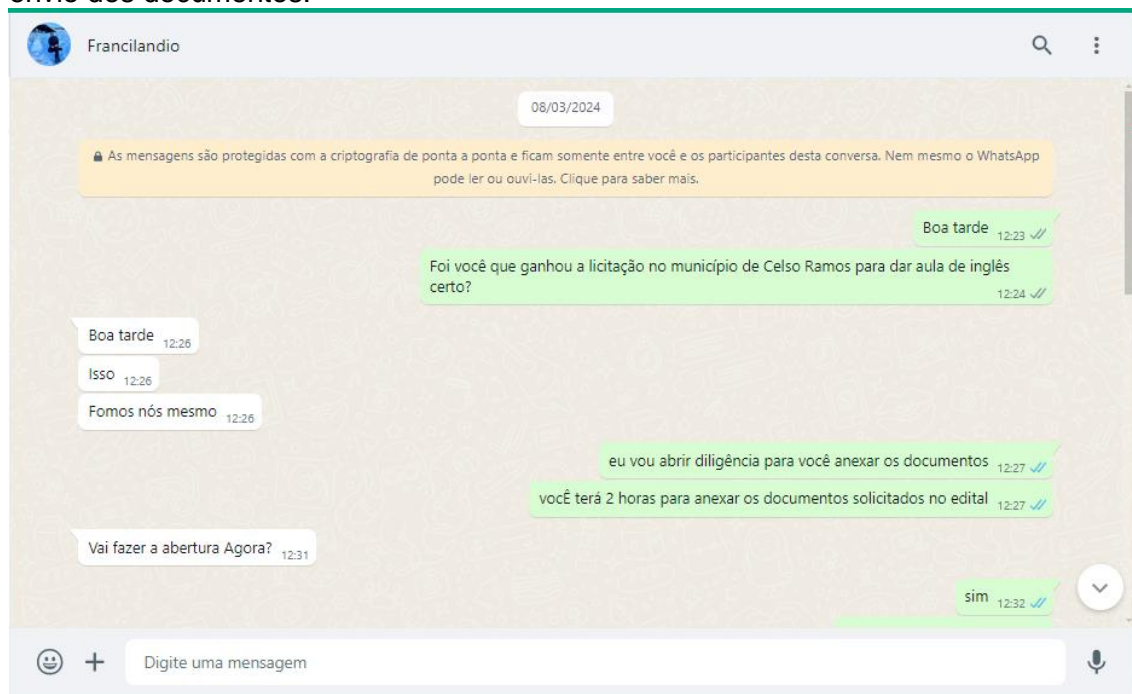 envio dos documentos.
Francilandio
08/03/2024
As mensagens são protegidas com a criptografia de ponta a ponta e ficam somente entre você e os participantes desta conversa. Nem mesmo o WhatsApp
pode ler ou ouvi-las. Clique para saber mais.
Boa tarde 12:23
Foi você que ganhou a licitação no município de Celso Ramos para dar aula de inglês
certo?
12:24
Boa tarde 12:26
Isso 12:26
Fomos nós mesmo 12:26
eu vou abrir diligência para você anexar os documentos 12:27
vocÊ terá 2 horas para anexar os documentos solicitados no edital 12:27
Vai fazer a abertura Agora? 12:31
sim 12:32
Digite uma mensagem